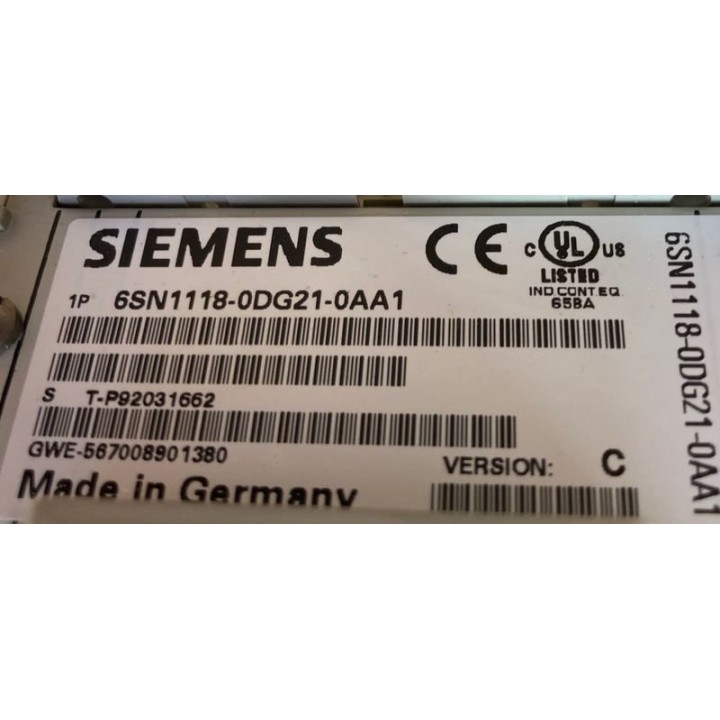 SIEMENS
CE
C UL US
LISTED
IND.CONT.EQ.
65BA
1P 6SN1118-0DG21-0AA1
S T-P92031662
GWE-567008901380
VERSION: C
Made in Germany
6SN1118-0DG21-0AA1